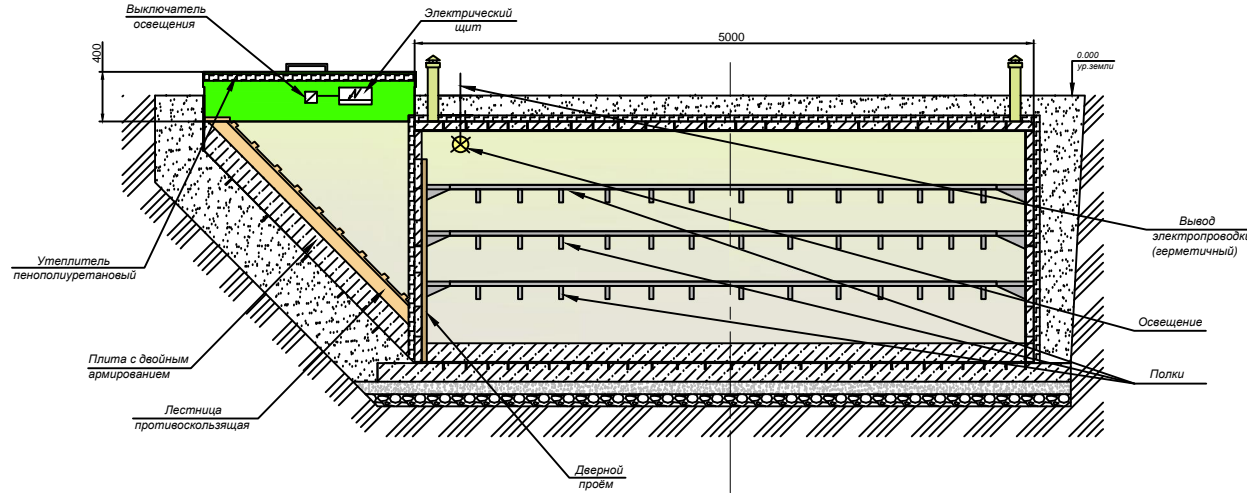 Выключатель
освещения
Электрический
щит
5000
400
0.000
ур.земли
Вывод
электропроводки
(герметичный)
Утеплитель
пенополиуретановый
Освещение
Плита с двойным
армированием
Полки
Лестница
противоскользящая
Дверной
проём